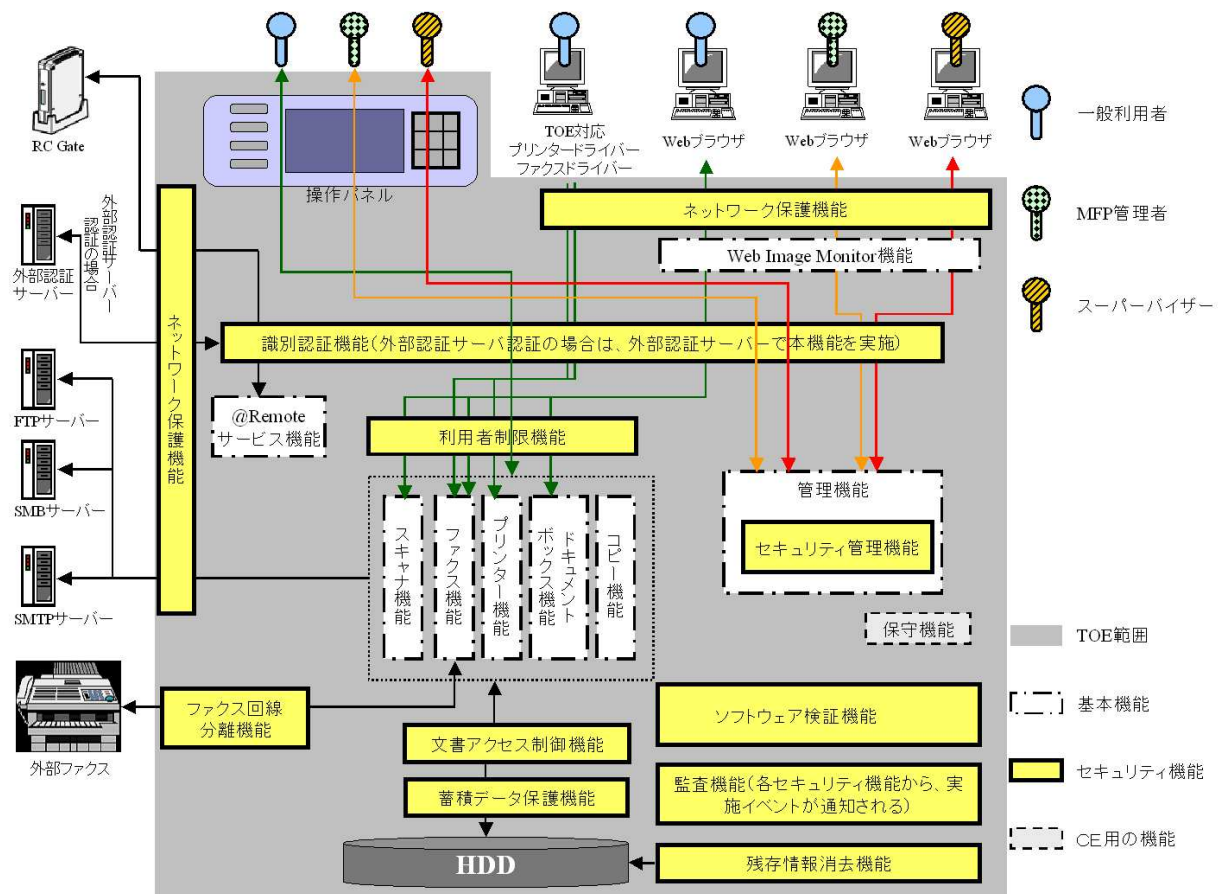 RC Gate
外部認証
サーバー
外部認証サーバー
認証の場合
FTPサーバー
SMBサーバー
SMTPサーバー
外部ファクス
操作パネル
TOE対応
プリンタードライバー
ファクスドライバー
Webブラウザ
Webブラウザ
Webブラウザ
ネットワーク保護機能
Web Image Monitor機能
ネットワーク保護機能
識別認証機能(外部認証サーバ認証の場合は、外部認証サーバーで本機能を実施)
@Remote
サービス機能
利用者制限機能
スキャナ機能
ファクス機能
プリンター機能
ドキュメント
ボックス機能
コピー機能
管理機能
セキュリティ管理機能
保守機能
ファクス回線
分離機能
文書アクセス制御機能
蓄積データ保護機能
HDD
ソフトウェア検証機能
監査機能(各セキュリティ機能から、実
施イベントが通知される)
残存情報消去機能
一般利用者
MFP管理者
スーパーバイザー
TOE範囲
基本機能
セキュリティ機能
CE用の機能